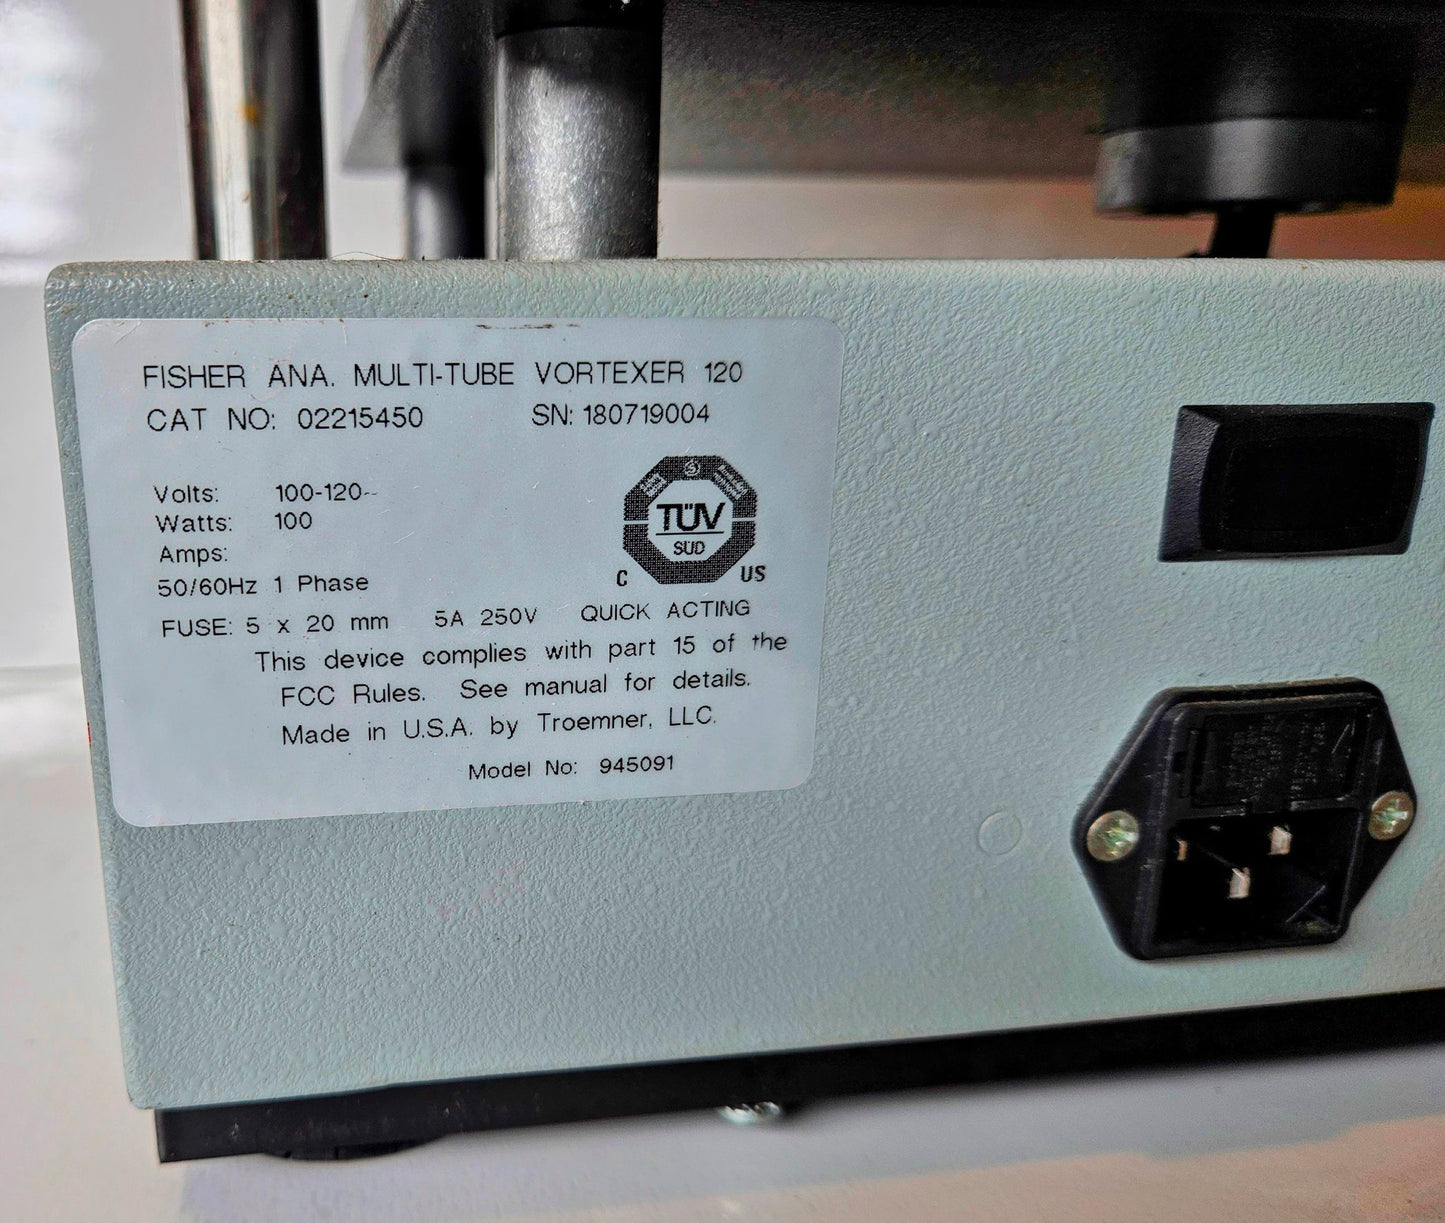 FISHER ANA. MULTI-TUBE VORTEXER 120
CAT NO: 02215450 SN: 180719004
Volts: 100-120~
Watts: 100
Amps:
50/60Hz 1 Phase
TÜV
SÜD
C US
FUSE: 5 x 20 mm 5A 250V QUICK ACTING
This device complies with part 15 of the
FCC Rules. See manual for details.
Made in U.S.A. by Troemner, LLC.
Model No: 945091